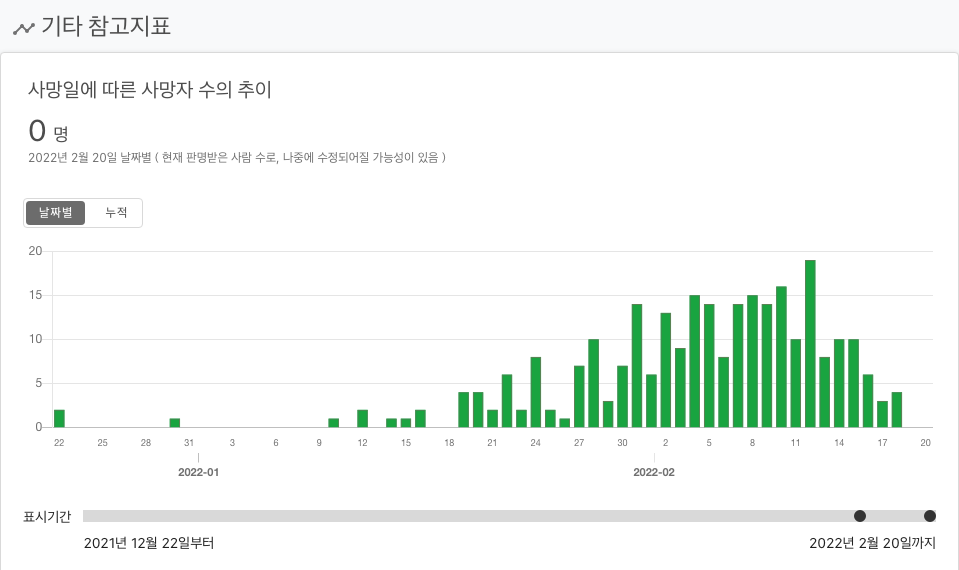 기타 참고지표
사망일에 따른 사망자 수의 추이
0 명
2022년 2월 20일 날짜별 ( 현재 판명받은 사람 수로, 나중에 수정되어질 가능성이 있음 )
날짜별 누적
20
15
10
5
0
22 25 28 31 3 6 9 12 15 18 21 24 27 30 2 5 8 11 14 17 20
2022-01 2022-02
표시기간
2021년 12월 22일부터 2022년 2월 20일까지